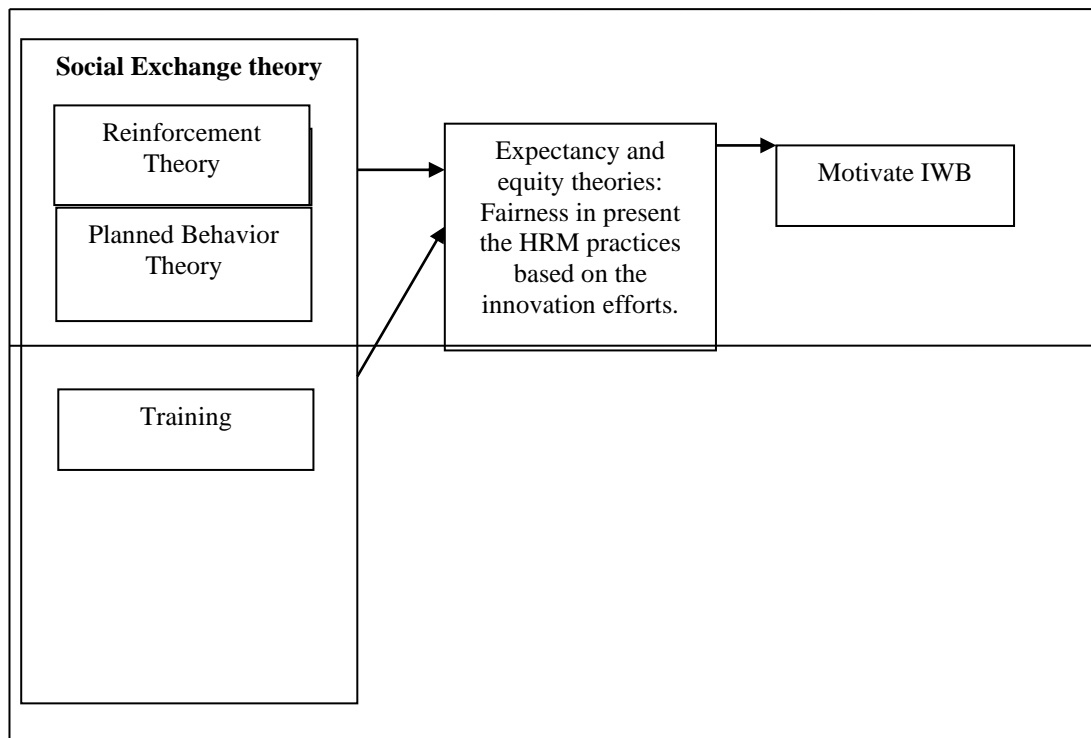 Social Exchange theory
Reinforcement
Theory
Planned Behavior
Theory
Training
Expectancy and
equity theories:
Fairness in present
the HRM practices
based on the
innovation efforts.
Motivate IWB